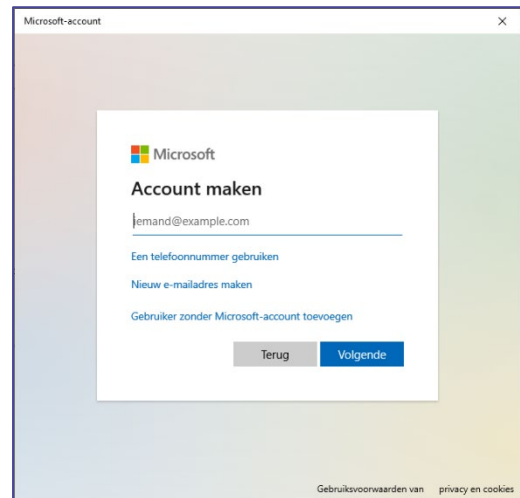 Microsoft-account
Microsoft
Account maken
iemand@example.com
Een telefoonnummer gebruiken
Nieuw e-mailadres maken
Gebruiker zonder Microsoft-account toevoegen
Terug Volgende
Gebruiksvoorwaarden van privacy en cookies